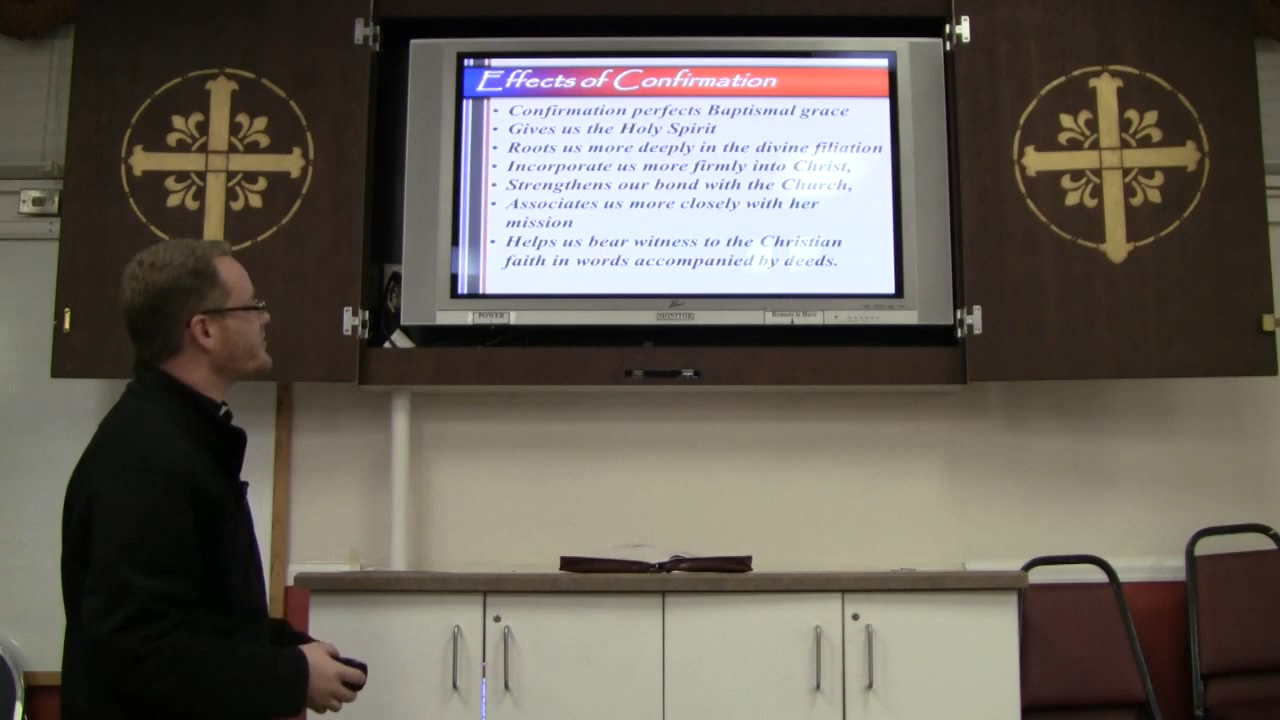 Effects of Confirmation
• Confirmation perfects Baptismal grace
• Gives us the Holy Spirit
• Roots us more deeply in the divine filiation
• Incorporate us more firmly into Christ,
• Strengthens our bond with the Church,
• Associates us more closely with her
mission
• Helps us bear witness to the Christian
faith in words accompanied by deeds.
POWER
MONITOR